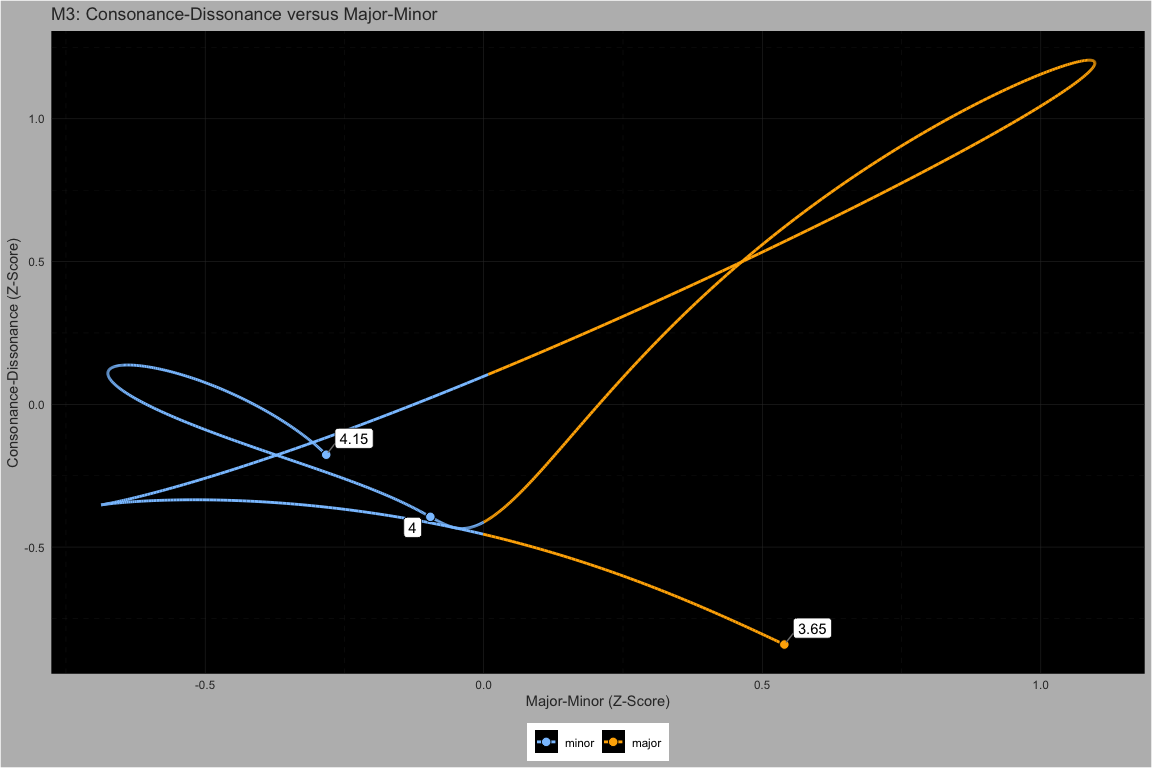 M3: Consonance-Dissonance versus Major-Minor
Consonance-Dissonance (Z-Score)
1.0
0.5
0.0
-0.5
4.15
4
3.65
-0.5
0.0
0.5
1.0
Major-Minor (Z-Score)
minor major